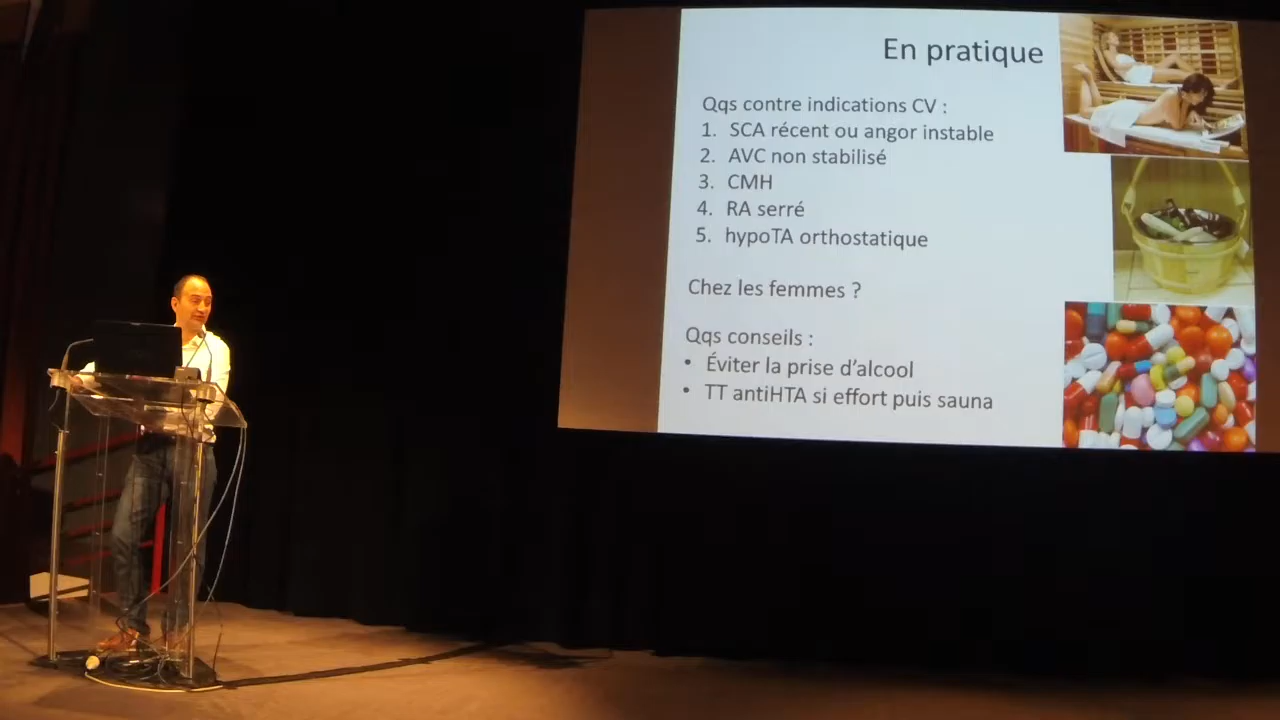 En pratique
Qqs contre indications CV :
1. SCA récent ou angor instable
2. AVC non stabilisé
3. CMH
4. RA serré
5. hypoTA orthostatique
Chez les femmes ?
Qqs conseils :
• Éviter la prise d'alcool
• TT antiHTA si effort puis sauna